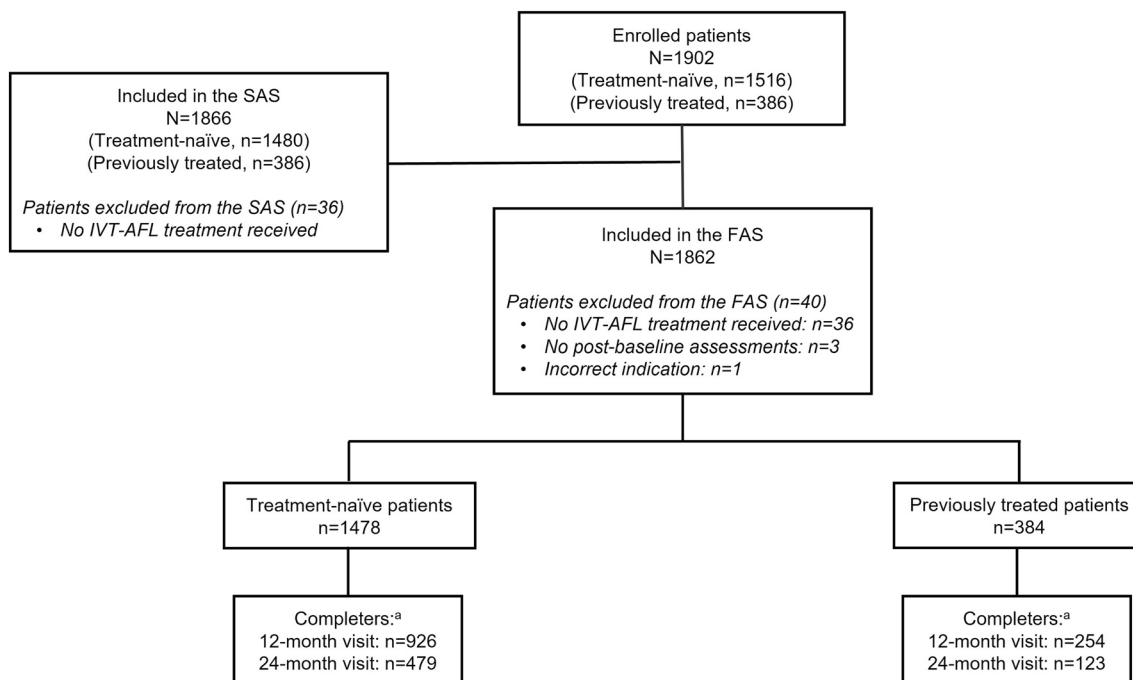 Enrolled patients
N=1902
(Treatment-naïve, n=1516)
(Previously treated, n=386)
Included in the SAS
N=1866
(Treatment-naïve, n=1480)
(Previously treated, n=386)
Patients excluded from the SAS (n=36)
• No IVT-AFL treatment received
Included in the FAS
N=1862
Patients excluded from the FAS (n=40)
• No IVT-AFL treatment received: n=36
• No post-baseline assessments: n=3
• Incorrect indication: n=1
Treatment-naïve patients
n=1478
Previously treated patients
n=384
Completers:ᵃ
12-month visit: n=926
24-month visit: n=479
Completers:ᵃ
12-month visit: n=254
24-month visit: n=123